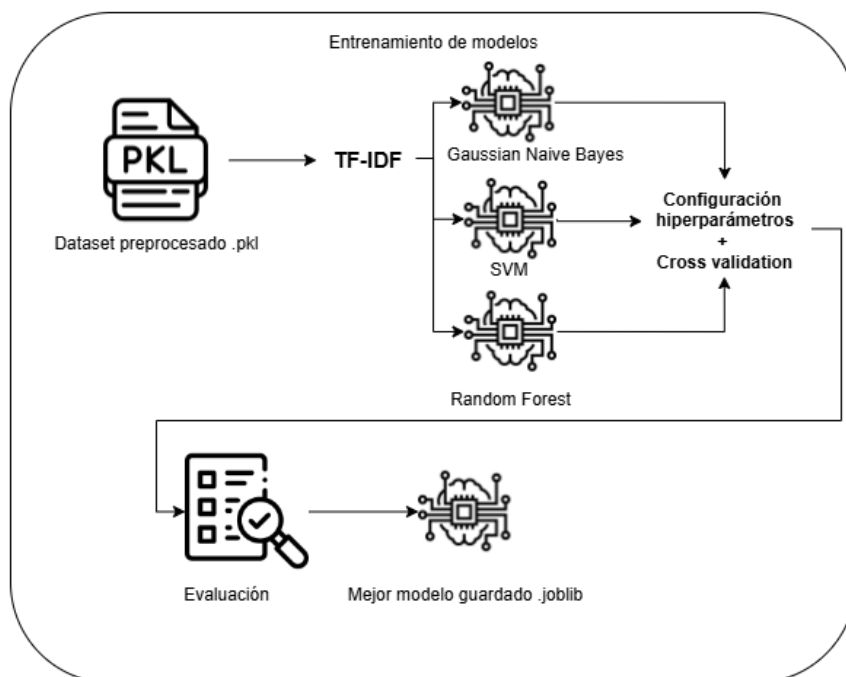 Entrenamiento de modelos
PKL
TF-IDF
Gaussian Naive Bayes
Dataset preprocesado .pkl
SVM
Configuración
hiperparámetros
+
Cross validation
Random Forest
Evaluación
Mejor modelo guardado .joblib